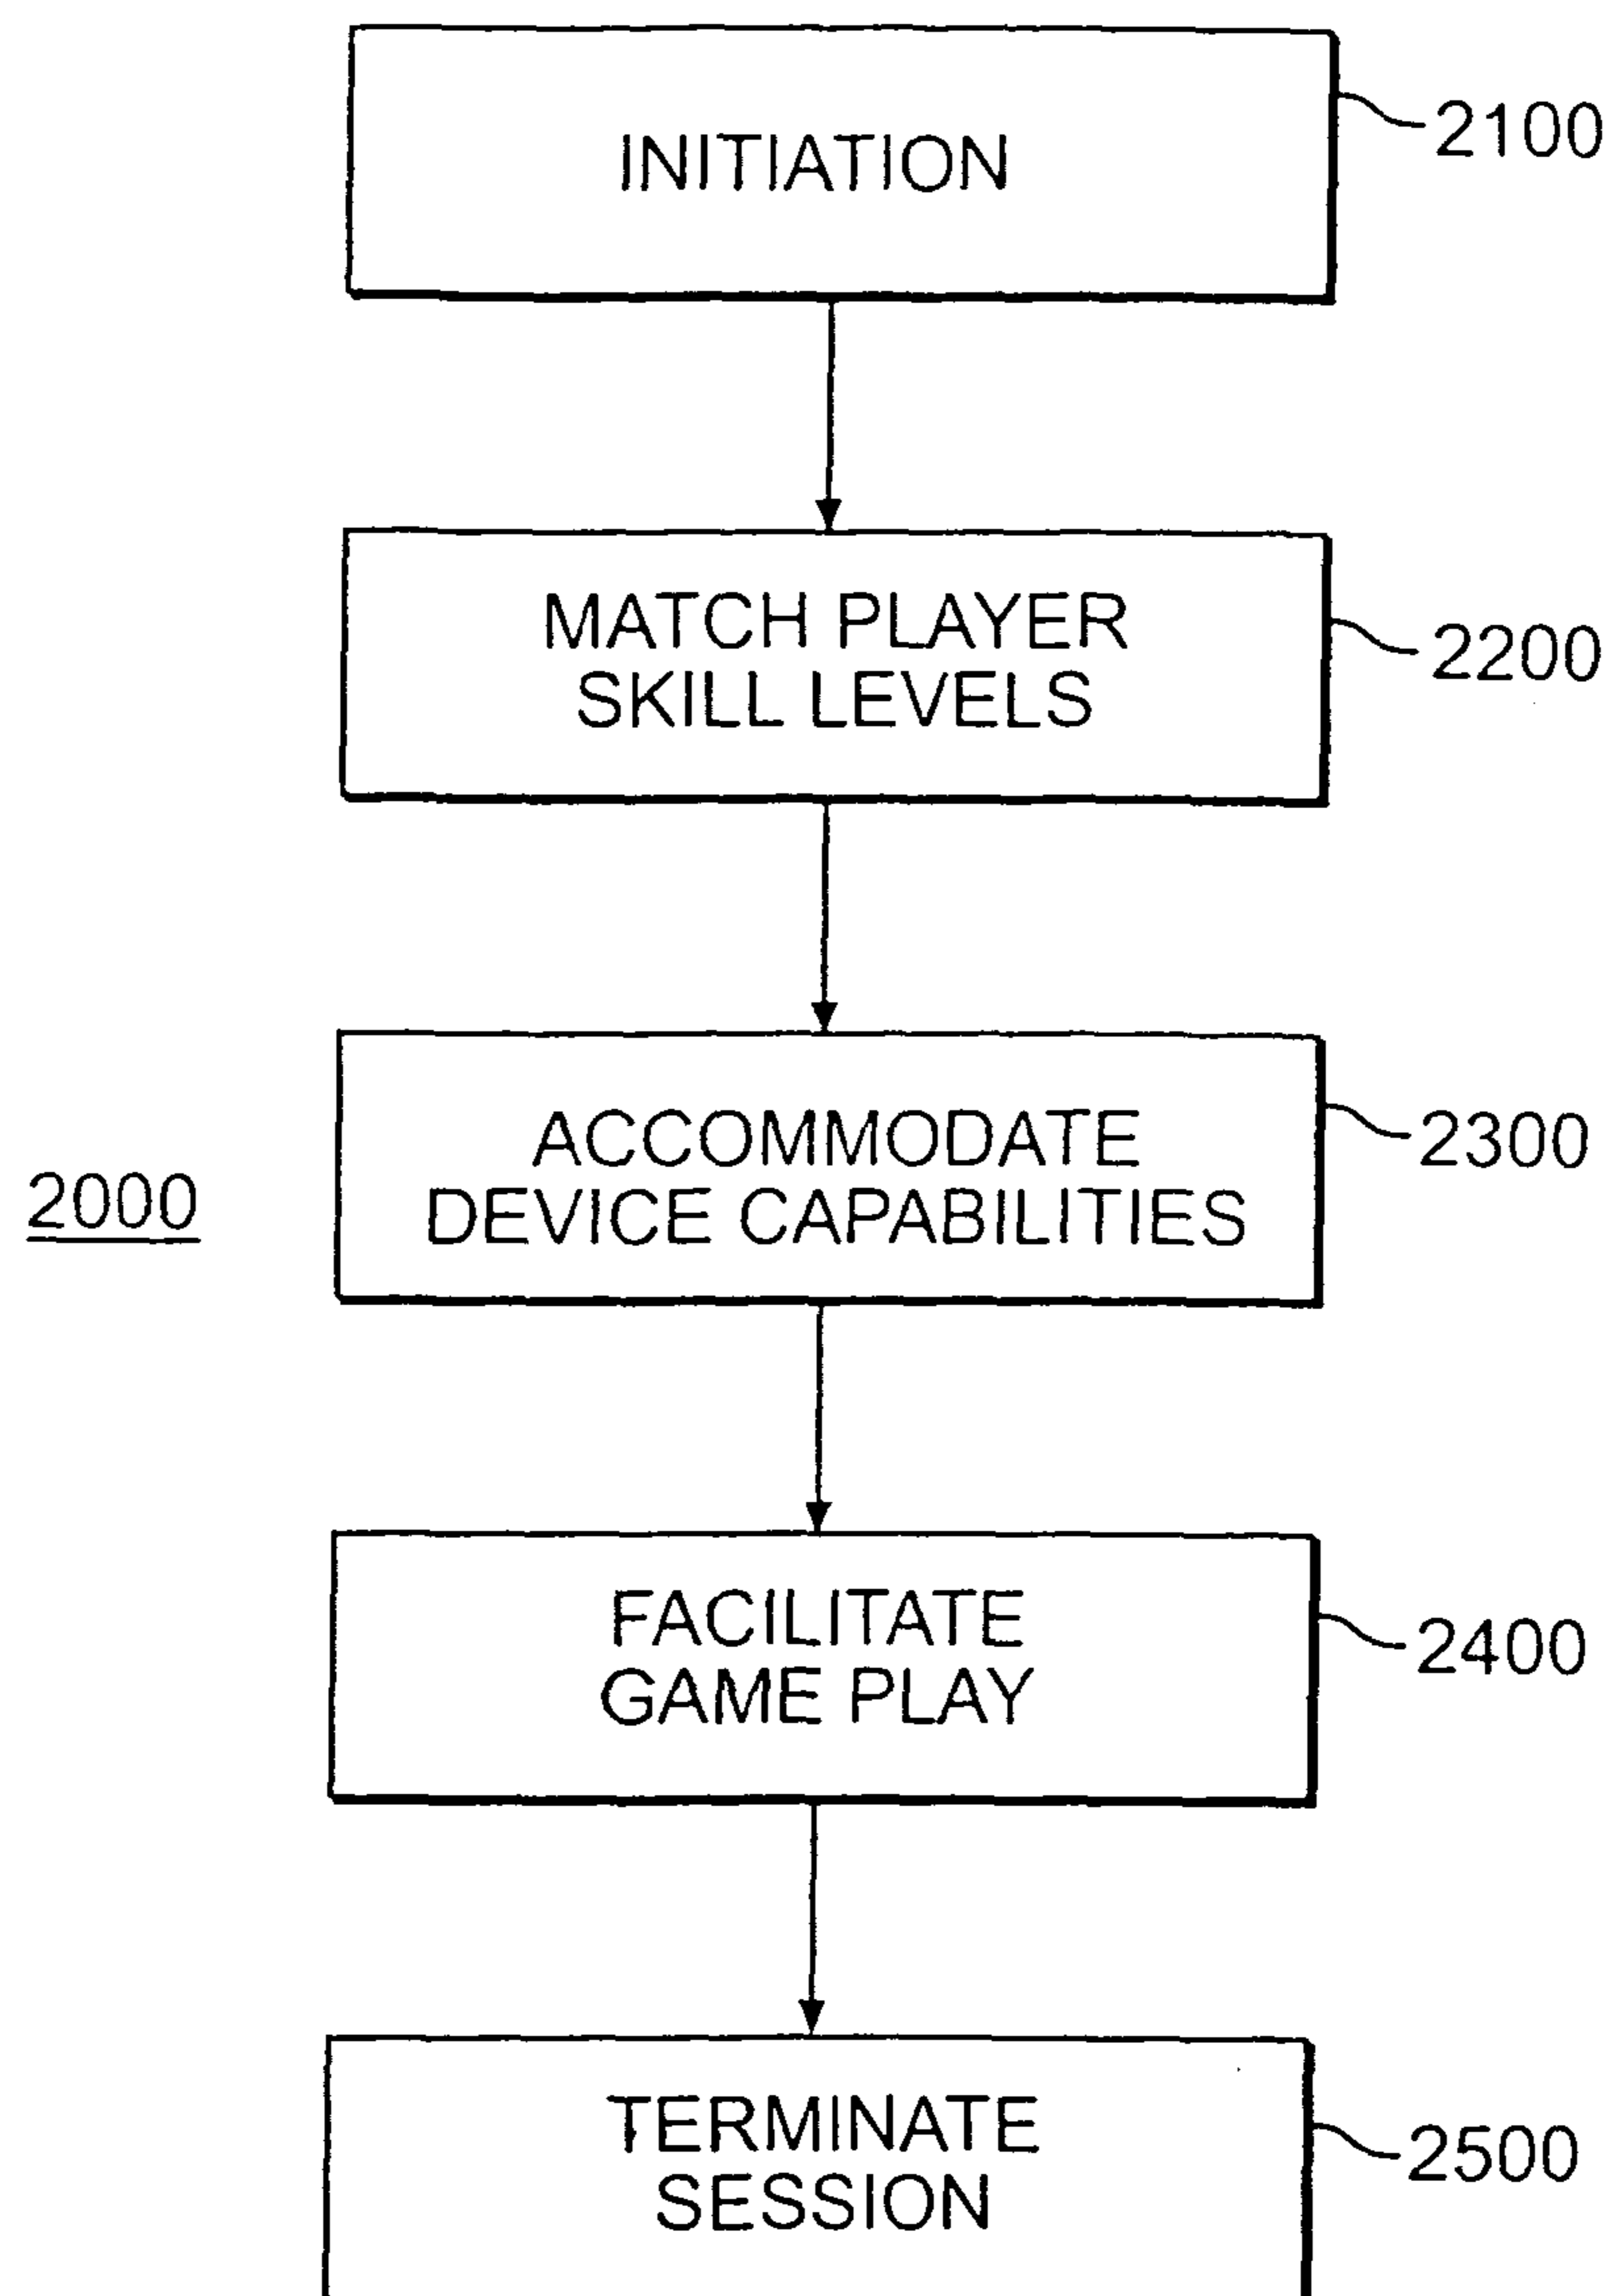 INITIATION
2100
MATCH PLAYER
SKILL LEVELS
2200
ACCOMMODATE
DEVICE CAPABILITIES
2300
2000
FACILITATE
GAME PLAY
2400
TERMINATE
SESSION
2500